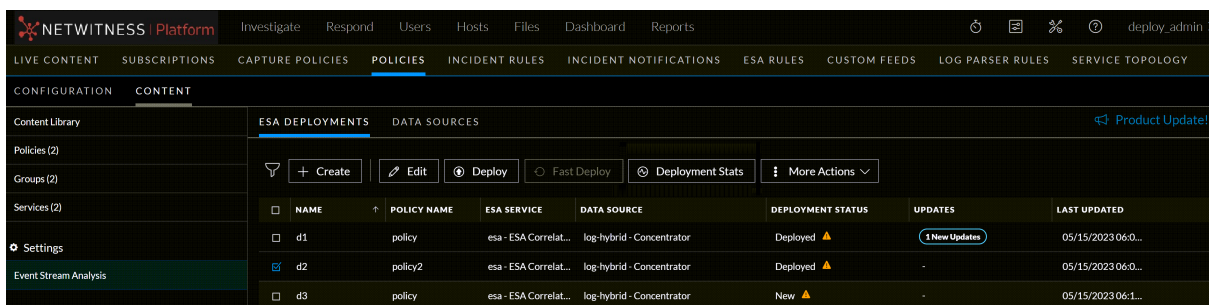 NETWITNESS | Platform Investigate Respond Users Hosts Files Dashboard Reports deploy_admin
LIVE CONTENT SUBSCRIPTIONS CAPTURE POLICIES POLICIES INCIDENT RULES INCIDENT NOTIFICATIONS ESA RULES CUSTOM FEEDS LOG PARSER RULES SERVICE TOPOLOGY
CONFIGURATION CONTENT
Content Library
Policies (2)
Groups (2)
Services (2)
Settings
Event Stream Analysis
ESA DEPLOYMENTS DATA SOURCES Product Update!
+ Create Edit Deploy Fast Deploy Deployment Stats More Actions
NAME ↑ POLICY NAME ESA SERVICE DATA SOURCE DEPLOYMENT STATUS UPDATES LAST UPDATED
d1 policy esa - ESA Correlat... log-hybrid - Concentrator Deployed 1 New Updates 05/15/2023 06:0...
d2 policy2 esa - ESA Correlat... log-hybrid - Concentrator Deployed - 05/15/2023 06:0...
d3 policy esa - ESA Correlat... log-hybrid - Concentrator New - 05/15/2023 06:1...